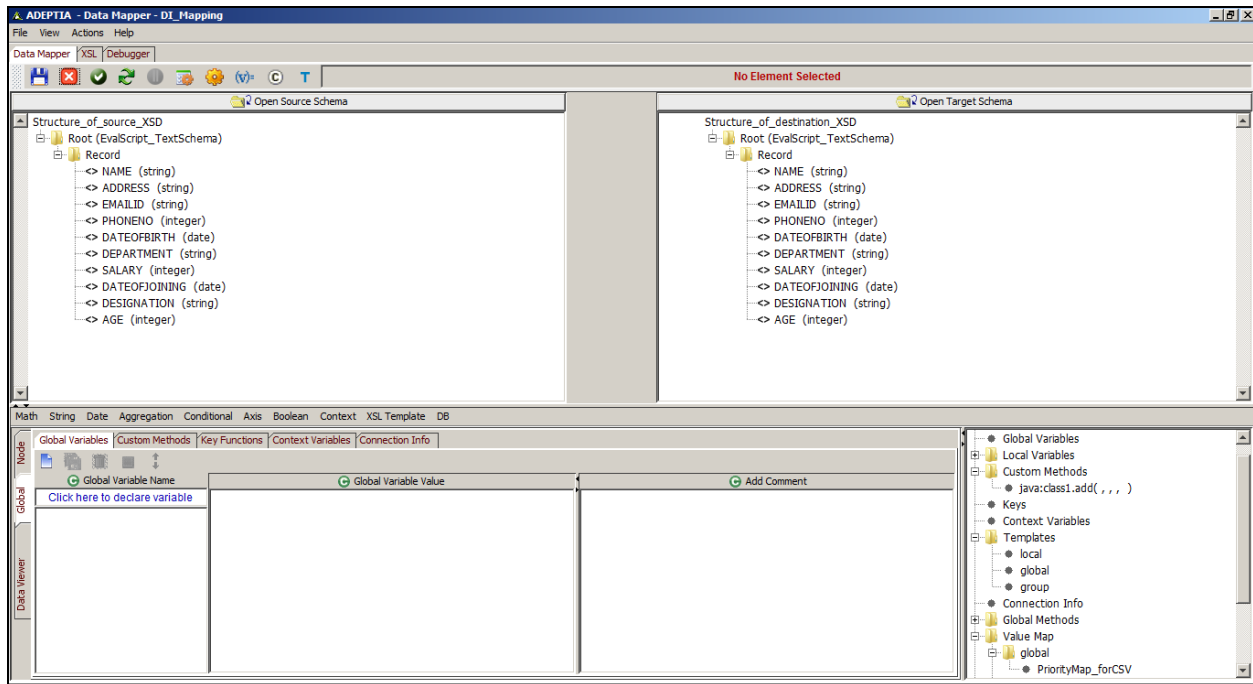 ADEPTIA - Data Mapper - DI_Mapping
File View Actions Help
Data Mapper XSL Debugger
(v)= C T No Element Selected
Open Source Schema
Open Target Schema
Structure_of_source_XSD
Root (EvalScript_TextSchema)
Record
<> NAME (string)
<> ADDRESS (string)
<> EMAILID (string)
<> PHONENO (integer)
<> DATEOFBIRTH (date)
<> DEPARTMENT (string)
<> SALARY (integer)
<> DATEOFJOINING (date)
<> DESIGNATION (string)
<> AGE (integer)
Structure_of_destination_XSD
Root (EvalScript_TextSchema)
Record
<> NAME (string)
<> ADDRESS (string)
<> EMAILID (string)
<> PHONENO (integer)
<> DATEOFBIRTH (date)
<> DEPARTMENT (string)
<> SALARY (integer)
<> DATEOFJOINING (date)
<> DESIGNATION (string)
<> AGE (integer)
Math String Date Aggregation Conditional Axis Boolean Context XSL Template DB
Node
Global
Data Viewer
Global Variables Custom Methods Key Functions Context Variables Connection Info
G Global Variable Name
G Global Variable Value
G Add Comment
Click here to declare variable
Global Variables
Local Variables
Custom Methods
java:class1.add( , , , )
Keys
Context Variables
Templates
local
global
group
Connection Info
Global Methods
Value Map
global
PriorityMap_forCSV